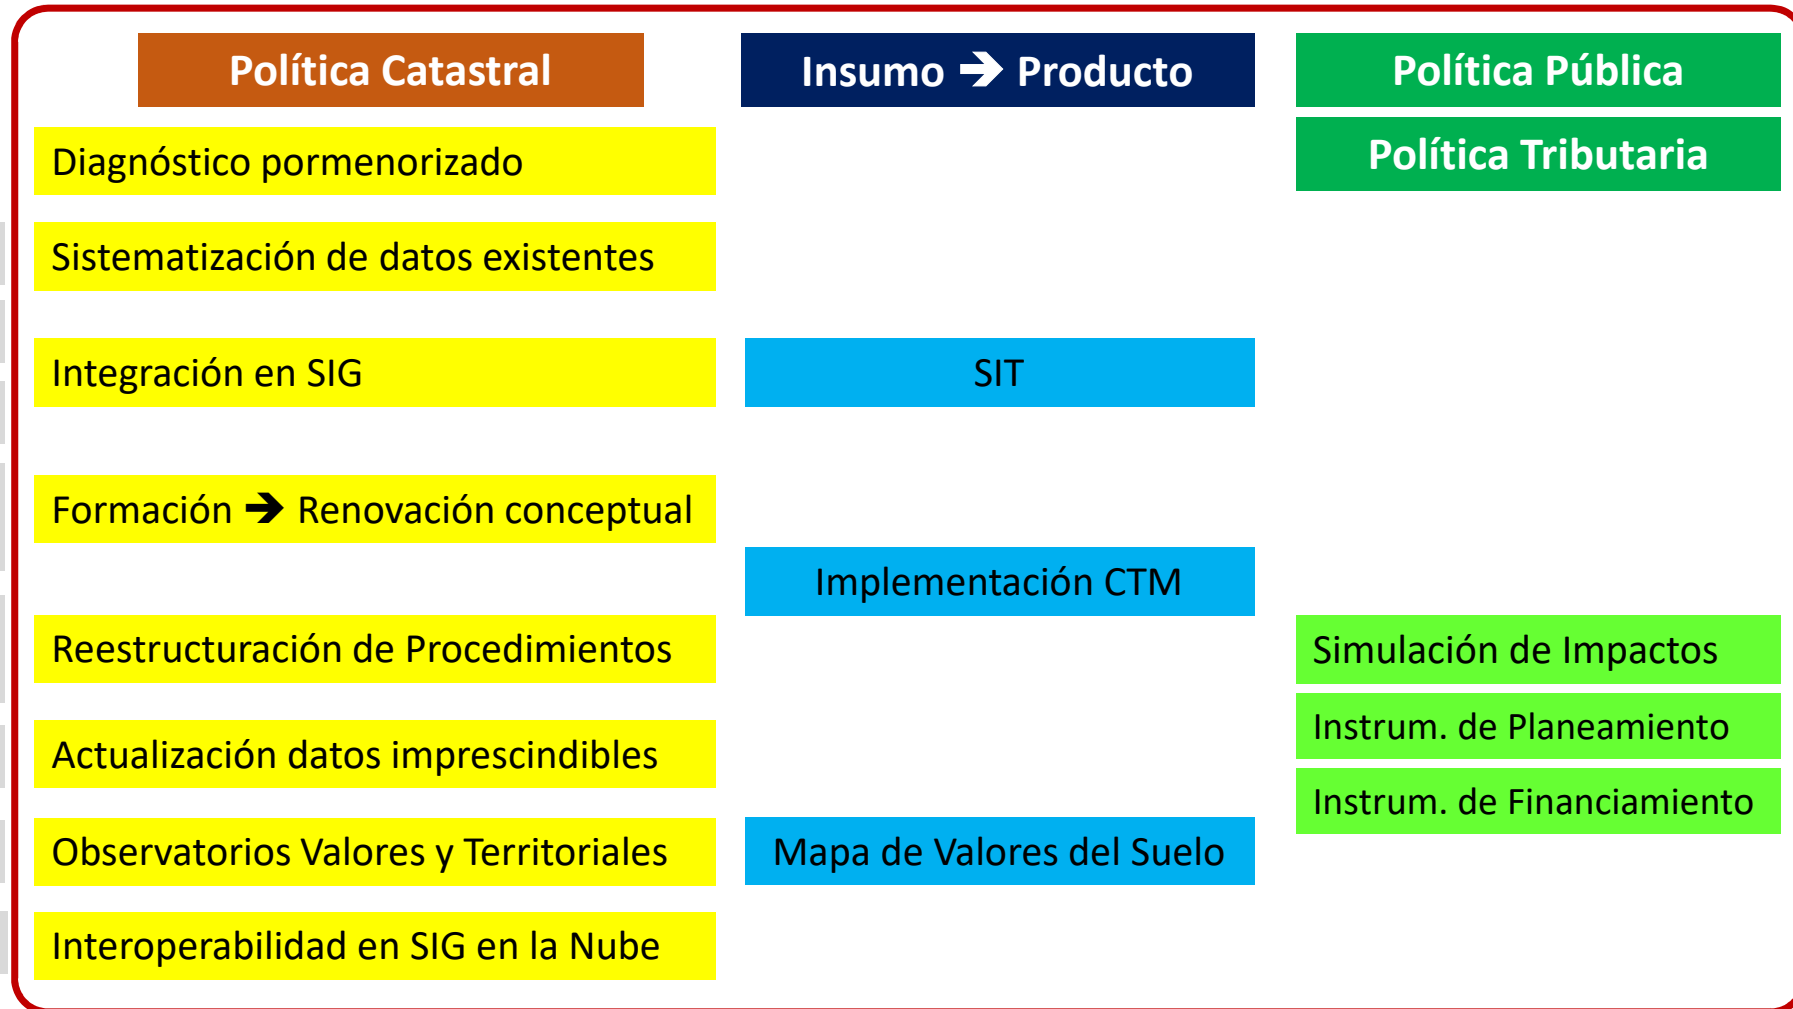 Política Catastral
Insumo ➔ Producto
Política Pública
Política Tributaria
Diagnóstico pormenorizado
Sistematización de datos existentes
Integración en SIG
SIT
Formación ➔ Renovación conceptual
Implementación CTM
Reestructuración de Procedimientos
Simulación de Impactos
Actualización datos imprescindibles
Instrum. de Planeamiento
Instrum. de Financiamiento
Observatorios Valores y Territoriales
Mapa de Valores del Suelo
Interoperabilidad en SIG en la Nube